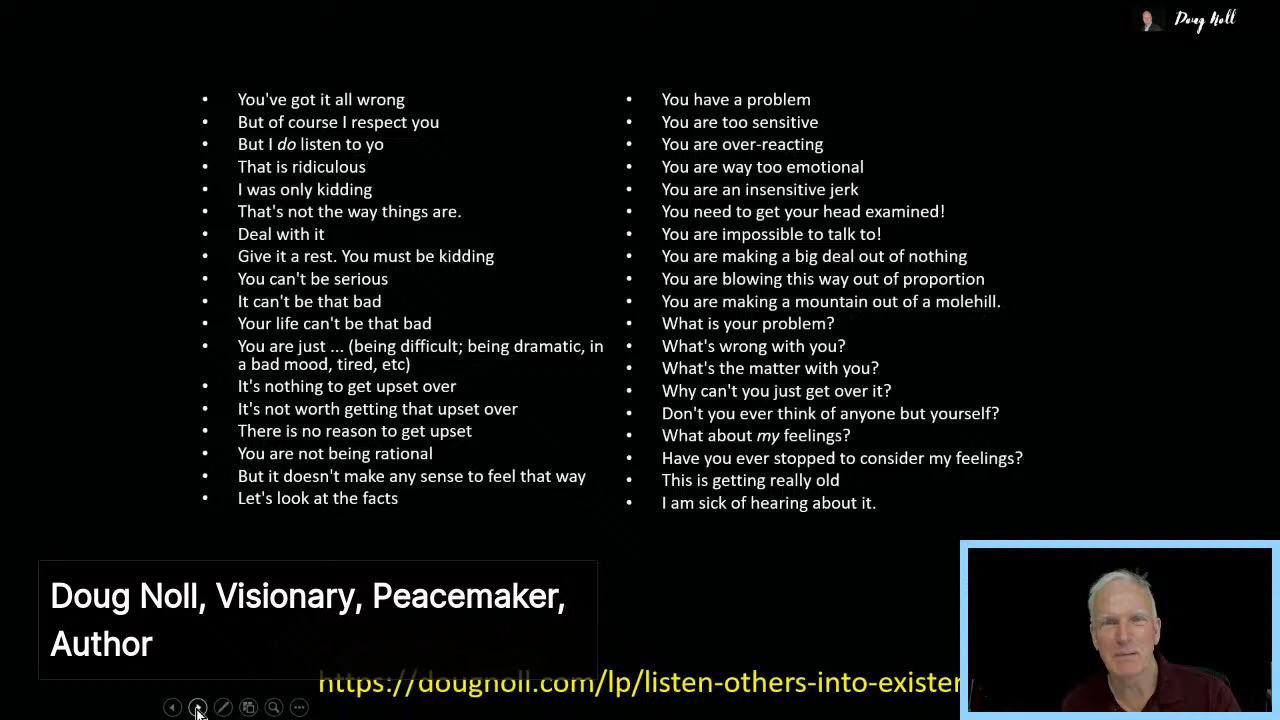 Doug Noll
You've got it all wrong
But of course I respect you
But I do listen to yo
That is ridiculous
I was only kidding
That's not the way things are.
Deal with it
Give it a rest. You must be kidding
You can't be serious
It can't be that bad
Your life can't be that bad
You are just ... (being difficult; being dramatic, in
a bad mood, tired, etc)
It's nothing to get upset over
It's not worth getting that upset over
There is no reason to get upset
You are not being rational
But it doesn't make any sense to feel that way
Let's look at the facts
You have a problem
You are too sensitive
You are over-reacting
You are way too emotional
You are an insensitive jerk
You need to get your head examined!
You are impossible to talk to!
You are making a big deal out of nothing
You are blowing this way out of proportion
You are making a mountain out of a molehill.
What is your problem?
What's wrong with you?
What's the matter with you?
Why can't you just get over it?
Don't you ever think of anyone but yourself?
What about my feelings?
Have you ever stopped to consider my feelings?
This is getting really old
I am sick of hearing about it.
Doug Noll, Visionary, Peacemaker,
Author
https://dougnoll.com/lp/listen-others-into-exister